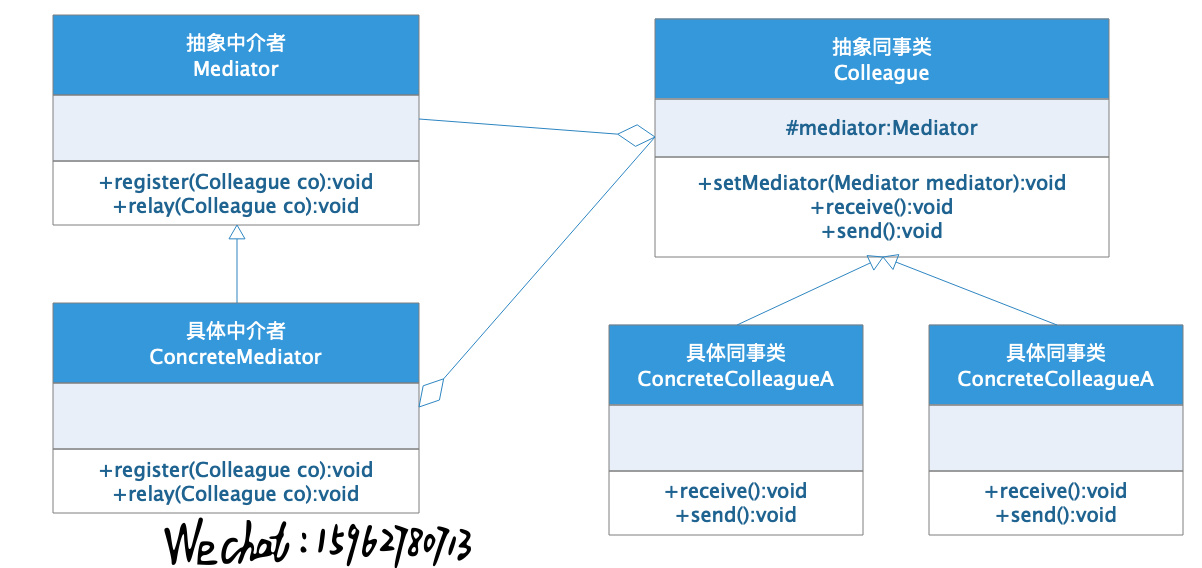 抽象中介者
Mediator
+register(Colleague co):void
+relay(Colleague co):void
抽象同事类
Colleague
#mediator:Mediator
+setMediator(Mediator mediator):void
+receive():void
+send():void
具体中介者
ConcreteMediator
+register(Colleague co):void
+relay(Colleague co):void
具体同事类
ConcreteColleagueA
+receive():void
+send():void
具体同事类
ConcreteColleagueA
+receive():void
+send():void
Wechat:15962780713